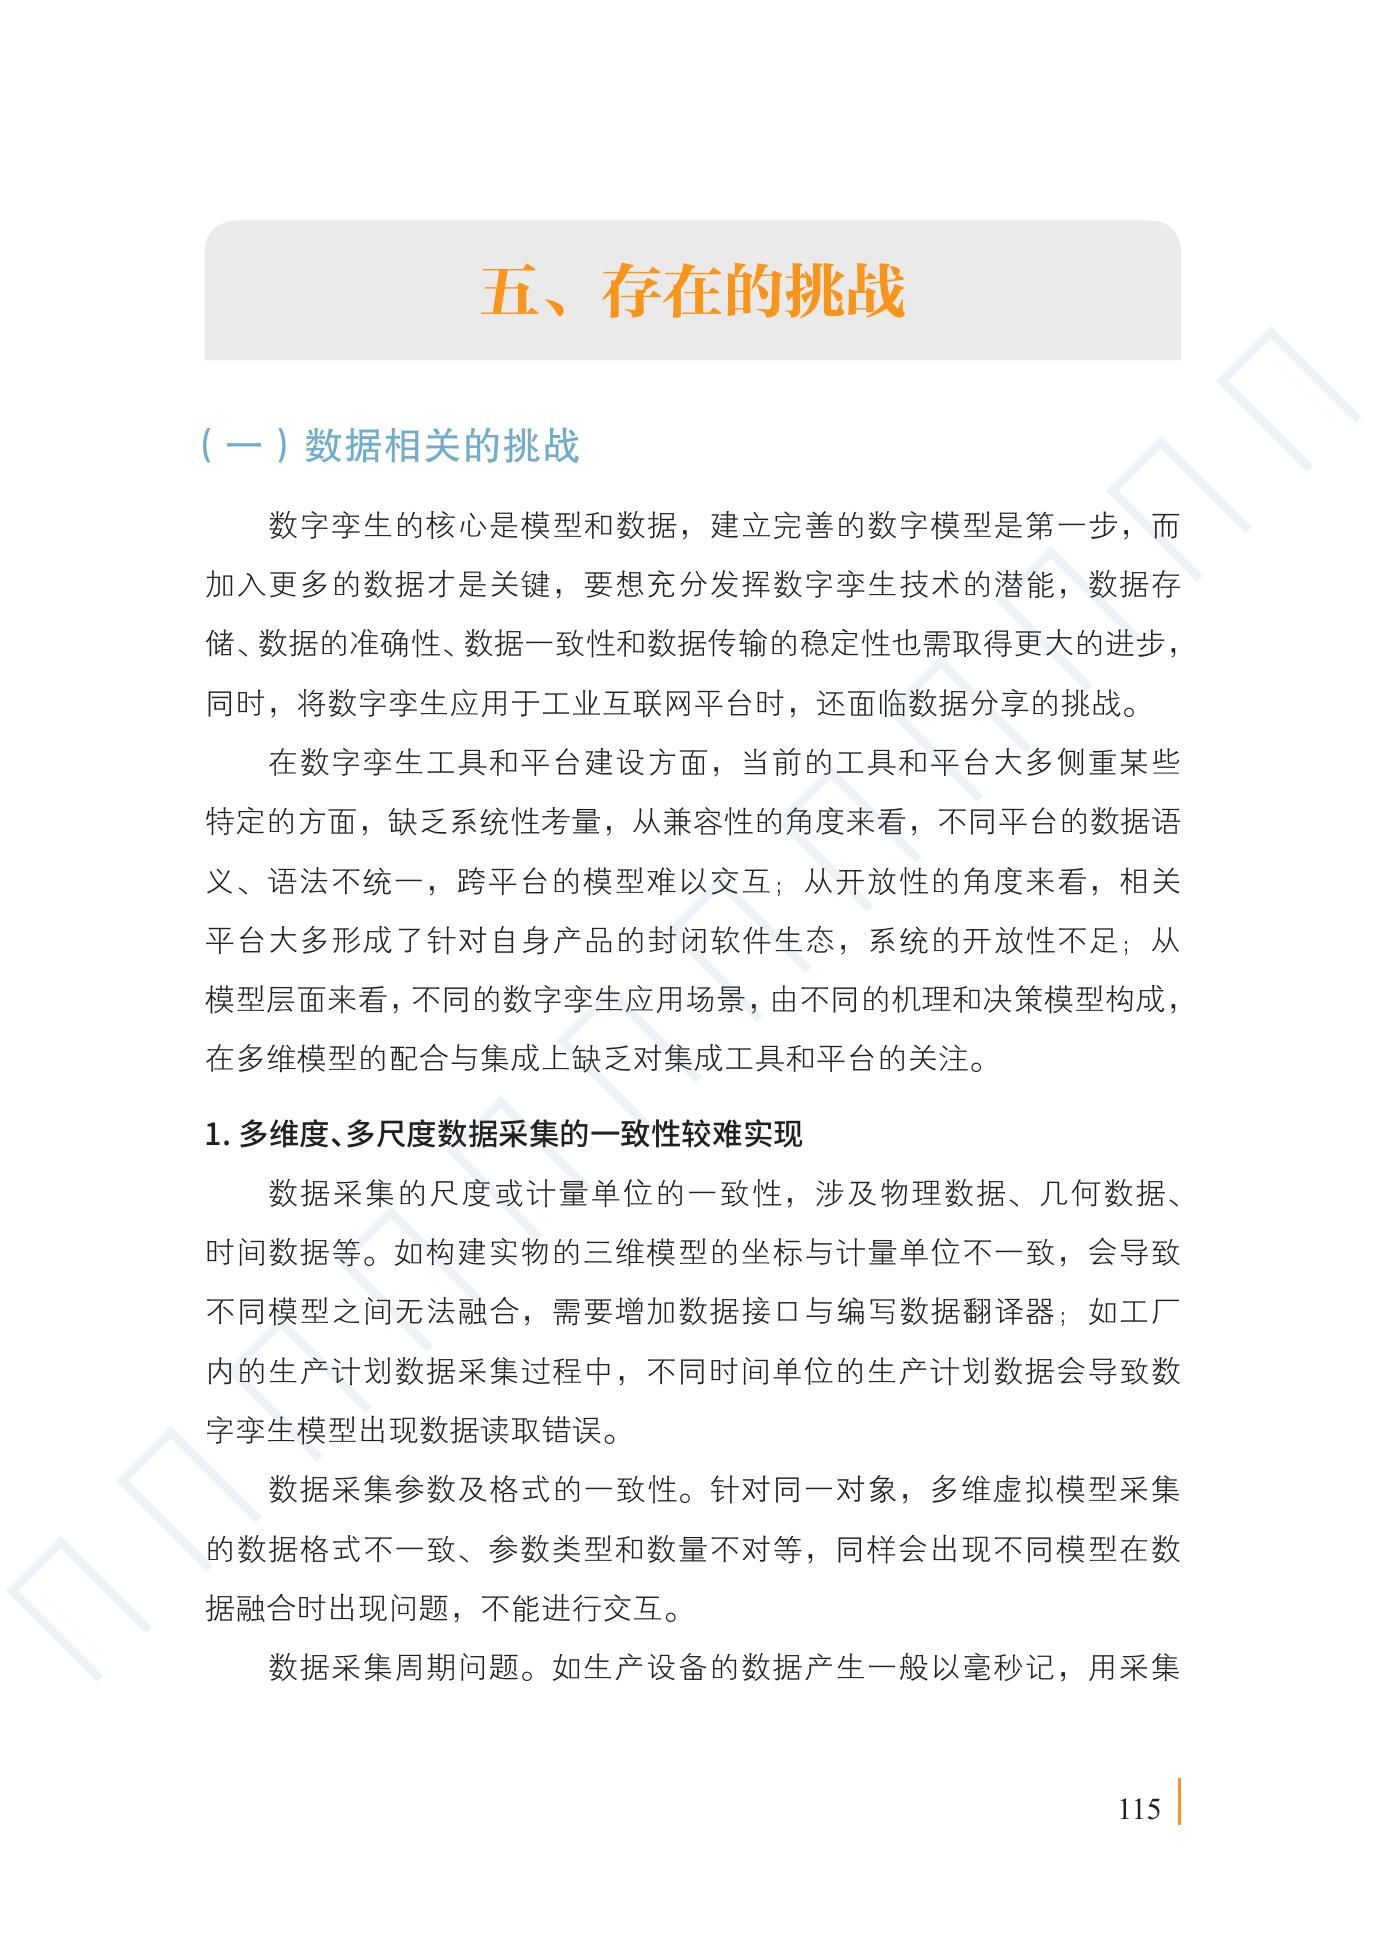 五、存在的挑战
（一）数据相关的挑战
数字孪生的核心是模型和数据，建立完善的数字模型是第一步，而
加入更多的数据才是关键，要想充分发挥数字孪生技术的潜能，数据存
储、数据的准确性、数据一致性和数据传输的稳定性也需取得更大的进步，
同时，将数字孪生应用于工业互联网平台时，还面临数据分享的挑战。
在数字孪生工具和平台建设方面，当前的工具和平台大多侧重某些
特定的方面，缺乏系统性考量，从兼容性的角度来看，不同平台的数据语
义、语法不统一，跨平台的模型难以交互；从开放性的角度来看，相关
平台大多形成了针对自身产品的封闭软件生态，系统的开放性不足；从
模型层面来看，不同的数字孪生应用场景，由不同的机理和决策模型构成，
在多维模型的配合与集成上缺乏对集成工具和平台的关注。
1. 多维度、多尺度数据采集的一致性较难实现
数据采集的尺度或计量单位的一致性，涉及物理数据、几何数据、
时间数据等。如构建实物的三维模型的坐标与计量单位不一致，会导致
不同模型之间无法融合，需要增加数据接口与编写数据翻译器；如工厂
内的生产计划数据采集过程中，不同时间单位的生产计划数据会导致数
字孪生模型出现数据读取错误。
数据采集参数及格式的一致性。针对同一对象，多维虚拟模型采集
的数据格式不一致、参数类型和数量不对等，同样会出现不同模型在数
据融合时出现问题，不能进行交互。
数据采集周期问题。如生产设备的数据产生一般以毫秒记，用采集
115